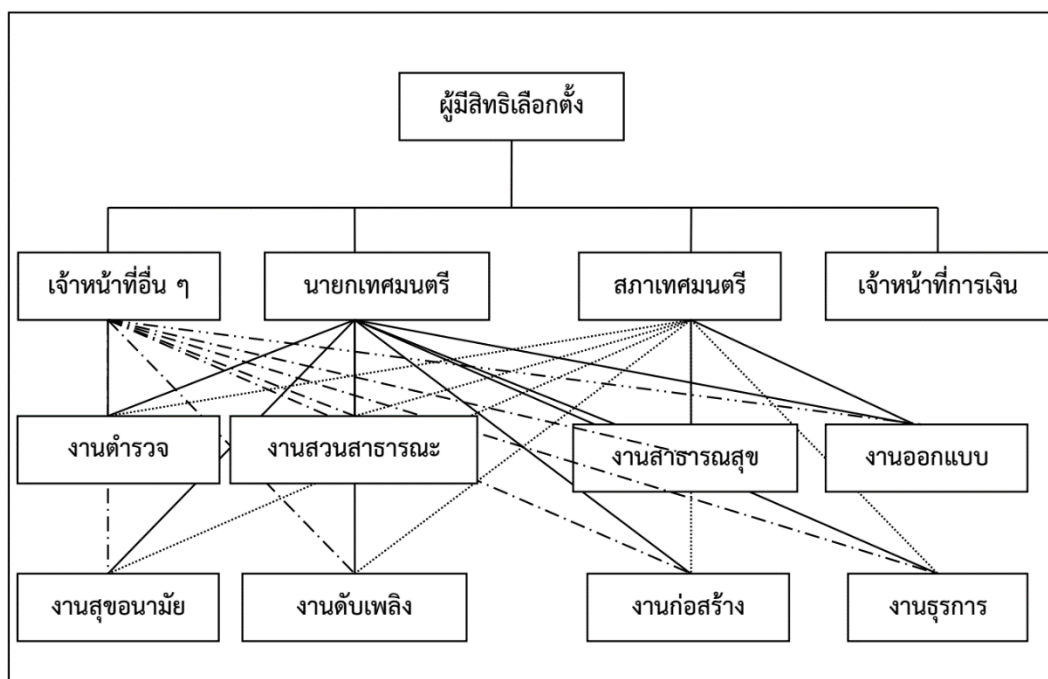 ผู้มีสิทธิเลือกตั้ง
เจ้าหน้าที่อื่น ๆ
นายกเทศมนตรี
สภาเทศมนตรี
เจ้าหน้าที่การเงิน
งานตำรวจ
งานสวนสาธารณะ
งานสาธารณสุข
งานออกแบบ
งานสุขอนามัย
งานดับเพลิง
งานก่อสร้าง
งานธุรการ